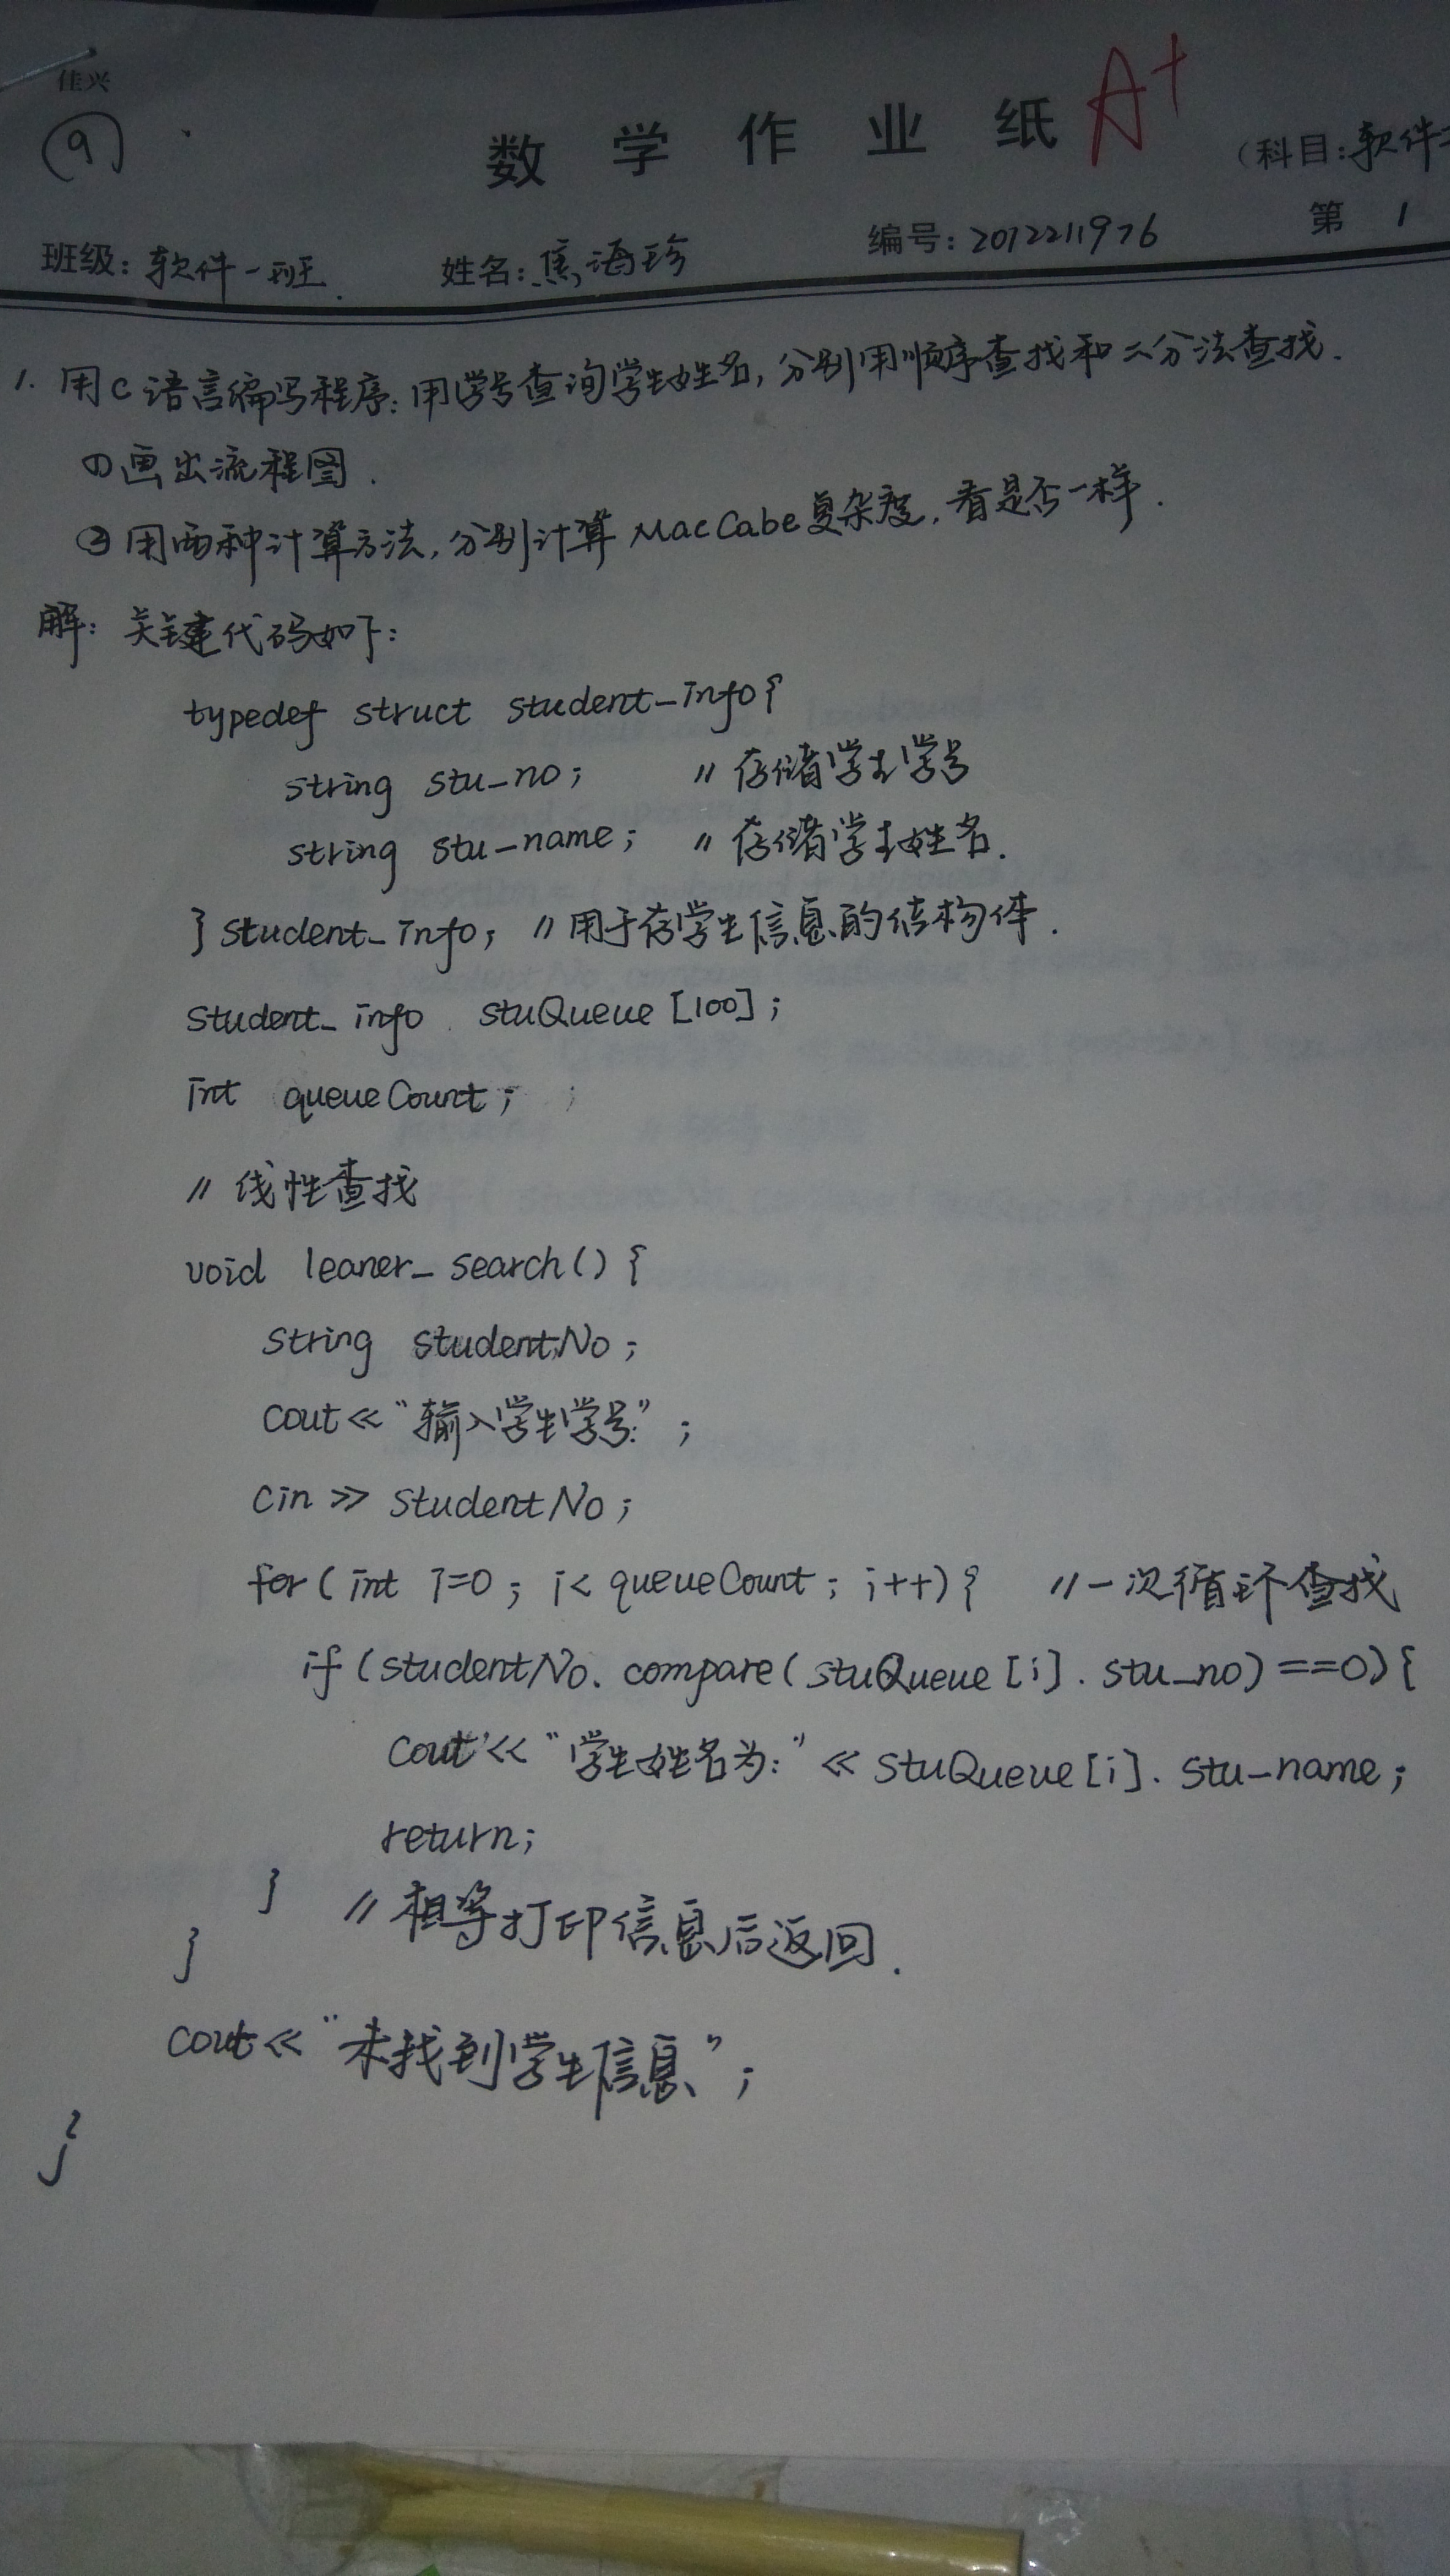 佳兴
9
数 学 作 业 纸 A+
(科目:软件
班级:软件一班. 姓名:焦海珍 编号:2012211976 第 1
1. 用C语言编写程序:用学号查询学生姓名,分别用顺序查找和二分法查找.
①画出流程图.
②用两种计算方法,分别计算MacCabe复杂度,看是否一样.
解: 关键代码如下:
typedef struct student_info{
string stu_no; //存储学生学号
string stu_name; //存储学生姓名.
}student_info; //用于存学生信息的结构体.
student_info stuQueue[100];
int queueCount;
//线性查找
void leaner_search(){
string studentNo;
cout<<"输入学生学号:";
cin>>studentNo;
for(int i=0; i<queueCount; i++){ //一次循环查找
if(studentNo.compare(stuQueue[i].stu_no)==0){
cout<<"学生姓名为:"<<stuQueue[i].stu_name;
return;
} //相等打印信息后返回.
}
cout<<"未找到学生信息";
}